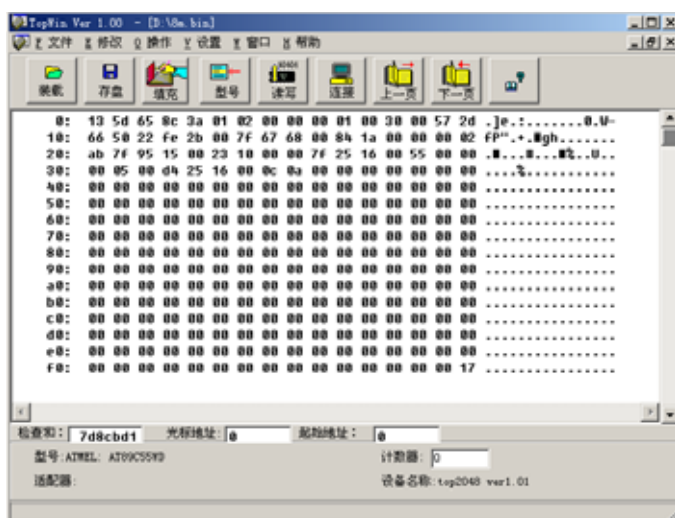 TopWin Ver 1.00 - [D:\8m.bin]
文件 修改 操作 Y 设置 窗口 帮助
装载 存盘 填充 型号 读写 连接 上一页 下一页
0: 13 5d 65 8c 3a 01 02 00 00 00 01 00 30 00 57 2d .]e.:.......0.W-
10: 66 50 22 fe 2b 00 7f 67 68 00 84 1a 00 00 00 02 fP".+.■gh.......
20: ab 7f 95 15 00 23 10 00 00 7f 25 16 00 55 00 00
30: 00 05 00 d4 25 16 00 0c 0a 00 00 00 00 00 00 00 ....%...........
40: 00 00 00 00 00 00 00 00 00 00 00 00 00 00 00 00 ................
50: 00 00 00 00 00 00 00 00 00 00 00 00 00 00 00 00 ................
60: 00 00 00 00 00 00 00 00 00 00 00 00 00 00 00 00 ................
70: 00 00 00 00 00 00 00 00 00 00 00 00 00 00 00 00 ................
80: 00 00 00 00 00 00 00 00 00 00 00 00 00 00 00 00 ................
90: 00 00 00 00 00 00 00 00 00 00 00 00 00 00 00 00 ................
a0: 00 00 00 00 00 00 00 00 00 00 00 00 00 00 00 00 ................
b0: 00 00 00 00 00 00 00 00 00 00 00 00 00 00 00 00 ................
c0: 00 00 00 00 00 00 00 00 00 00 00 00 00 00 00 00 ................
d0: 00 00 00 00 00 00 00 00 00 00 00 00 00 00 00 00 ................
e0: 00 00 00 00 00 00 00 00 00 00 00 00 00 00 00 00 ................
f0: 00 00 00 00 00 00 00 00 00 00 00 00 00 00 00 17 ................
检查和: 7d8cbd1 光标地址: 0 起始地址: 0
型号: ATMEL: AT89C55WD 计数器: 0
适配器: 设备名称: top2048 ver1.01